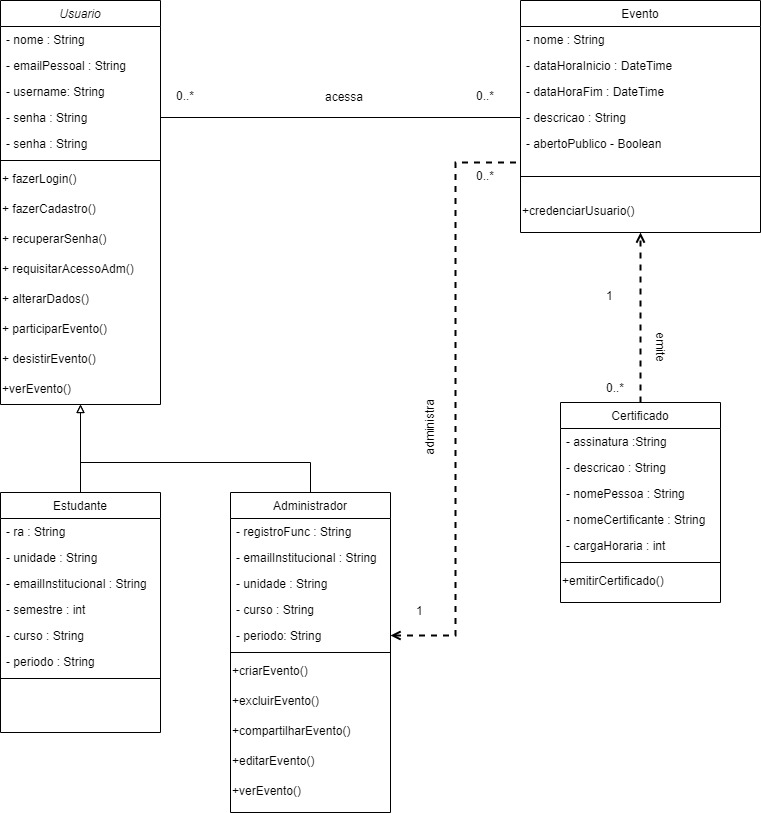 Usuario
- nome : String
- emailPessoal : String
- username: String
- senha : String
- senha : String
+ fazerLogin()
+ fazerCadastro()
+ recuperarSenha()
+ requisitarAcessoAdm()
+ alterarDados()
+ participarEvento()
+ desistirEvento()
+verEvento()
0..*
acessa
0..*
Evento
- nome : String
- dataHoraInicio : DateTime
- dataHoraFim : DateTime
- descricao : String
- abertoPublico - Boolean
+credenciarUsuario()
0..*
administra
1
1
emite
0..*
Estudante
- ra : String
- unidade : String
- emailInstitucional : String
- semestre : int
- curso : String
- periodo : String
Administrador
- registroFunc : String
- emailInstitucional : String
- unidade : String
- curso : String
- periodo: String
+criarEvento()
+excluirEvento()
+compartilharEvento()
+editarEvento()
+verEvento()
Certificado
- assinatura :String
- descricao : String
- nomePessoa : String
- nomeCertificante : String
- cargaHoraria : int
+emitirCertificado()